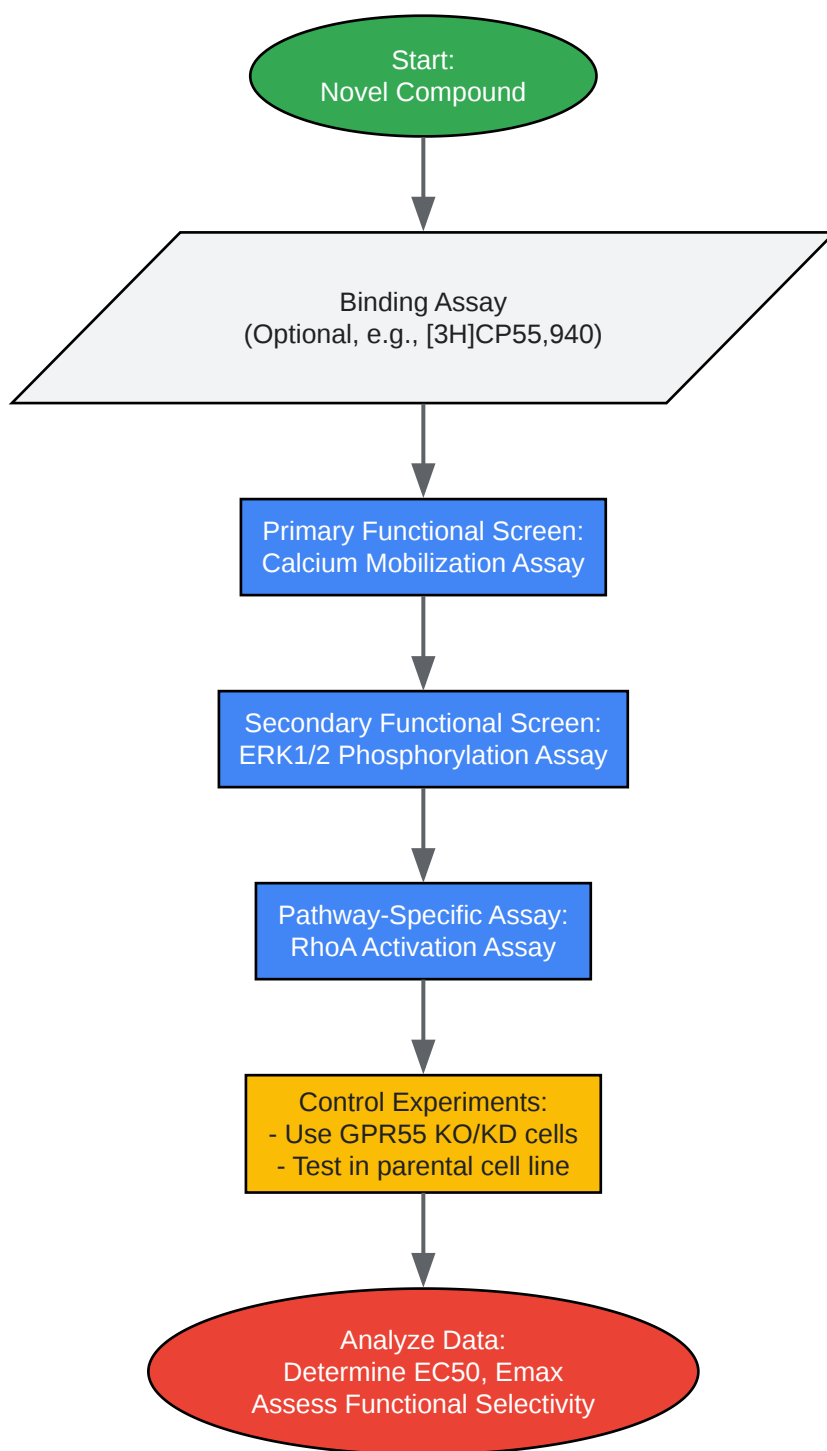 Start:
Novel Compound
Binding Assay
(Optional, e.g., [3H]CP55,940)
Primary Functional Screen:
Calcium Mobilization Assay
Secondary Functional Screen:
ERK1/2 Phosphorylation Assay
Pathway-Specific Assay:
RhoA Activation Assay
Control Experiments:
- Use GPR55 KO/KD cells
- Test in parental cell line
Analyze Data:
Determine EC50, Emax
Assess Functional Selectivity